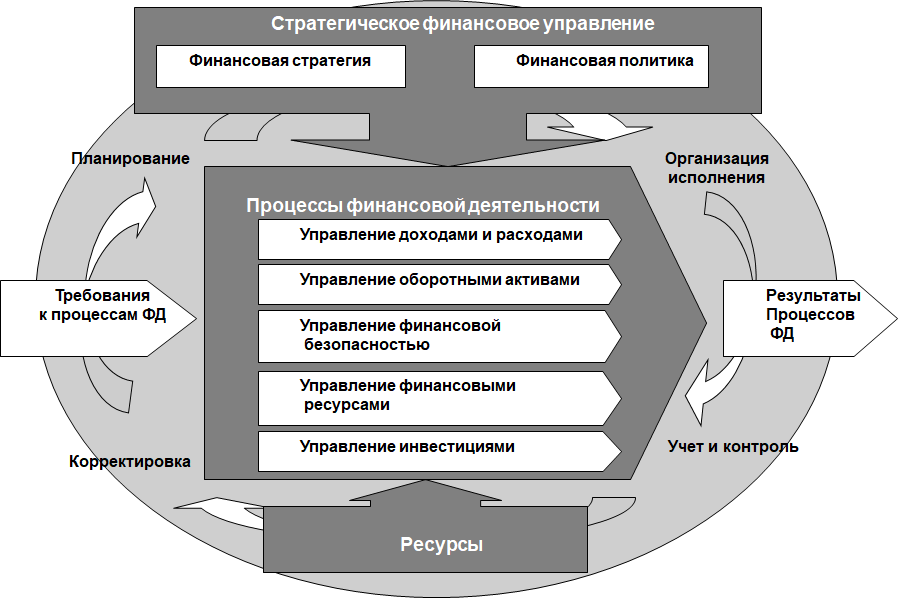 Стратегическое финансовое управление
Финансовая стратегия
Финансовая политика
Планирование
Организация
исполнения
Процессы финансовой деятельности
Управление доходами и расходами
Управление оборотными активами
Управление финансовой
безопасностью
Управление финансовыми
ресурсами
Управление инвестициями
Требования
к процессам ФД
Результаты
Процессов
ФД
Корректировка
Учет и контроль
Ресурсы